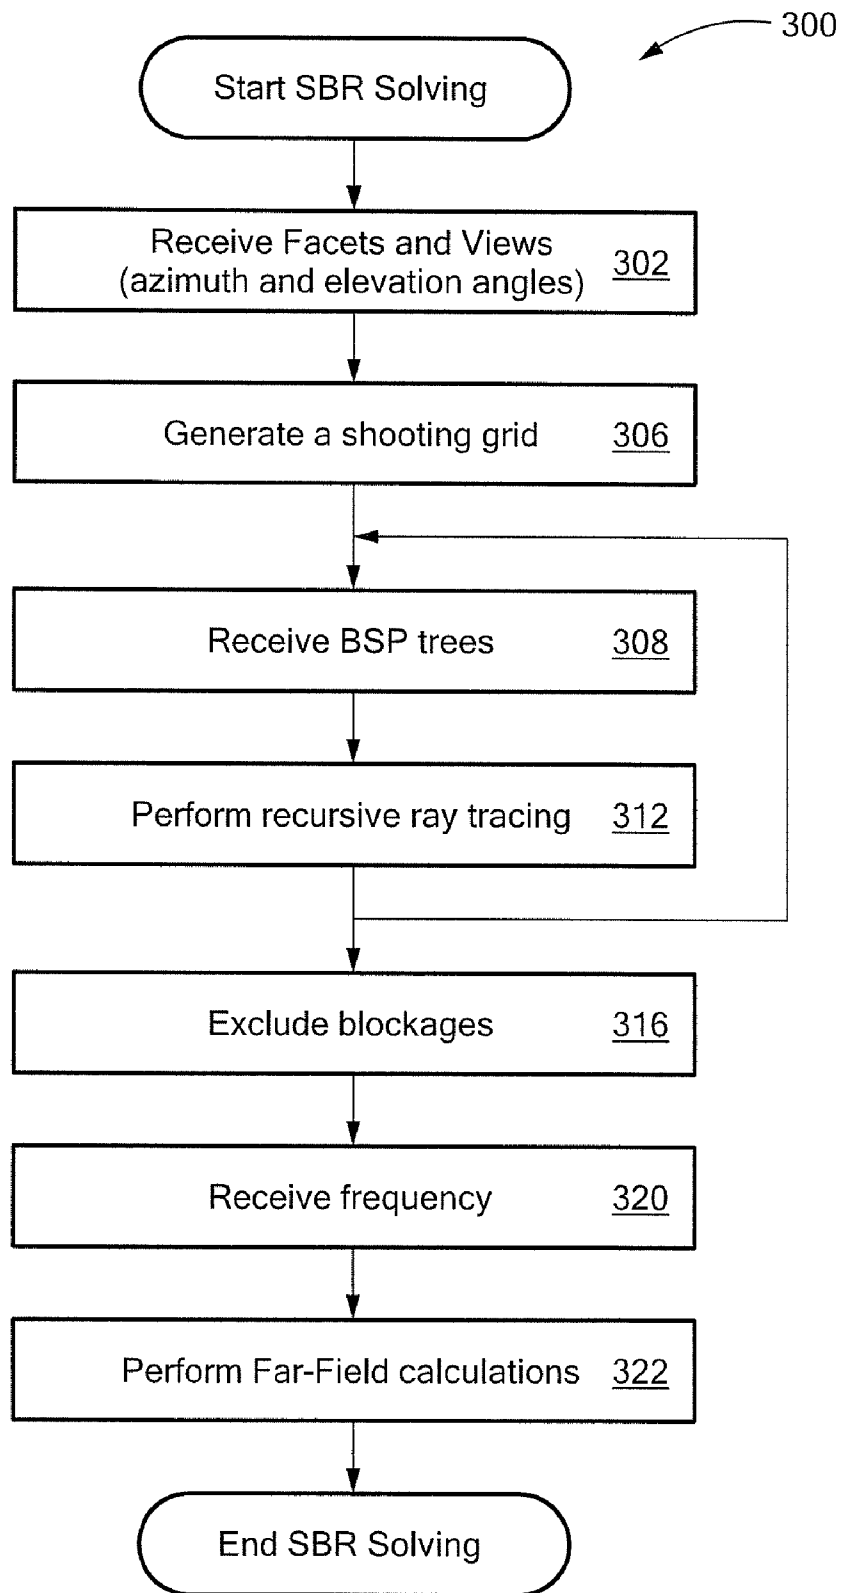 300
Start SBR Solving
Receive Facets and Views
(azimuth and elevation angles)
302
Generate a shooting grid
306
Receive BSP trees
308
Perform recursive ray tracing
312
Exclude blockages
316
Receive frequency
320
Perform Far-Field calculations
322
End SBR Solving